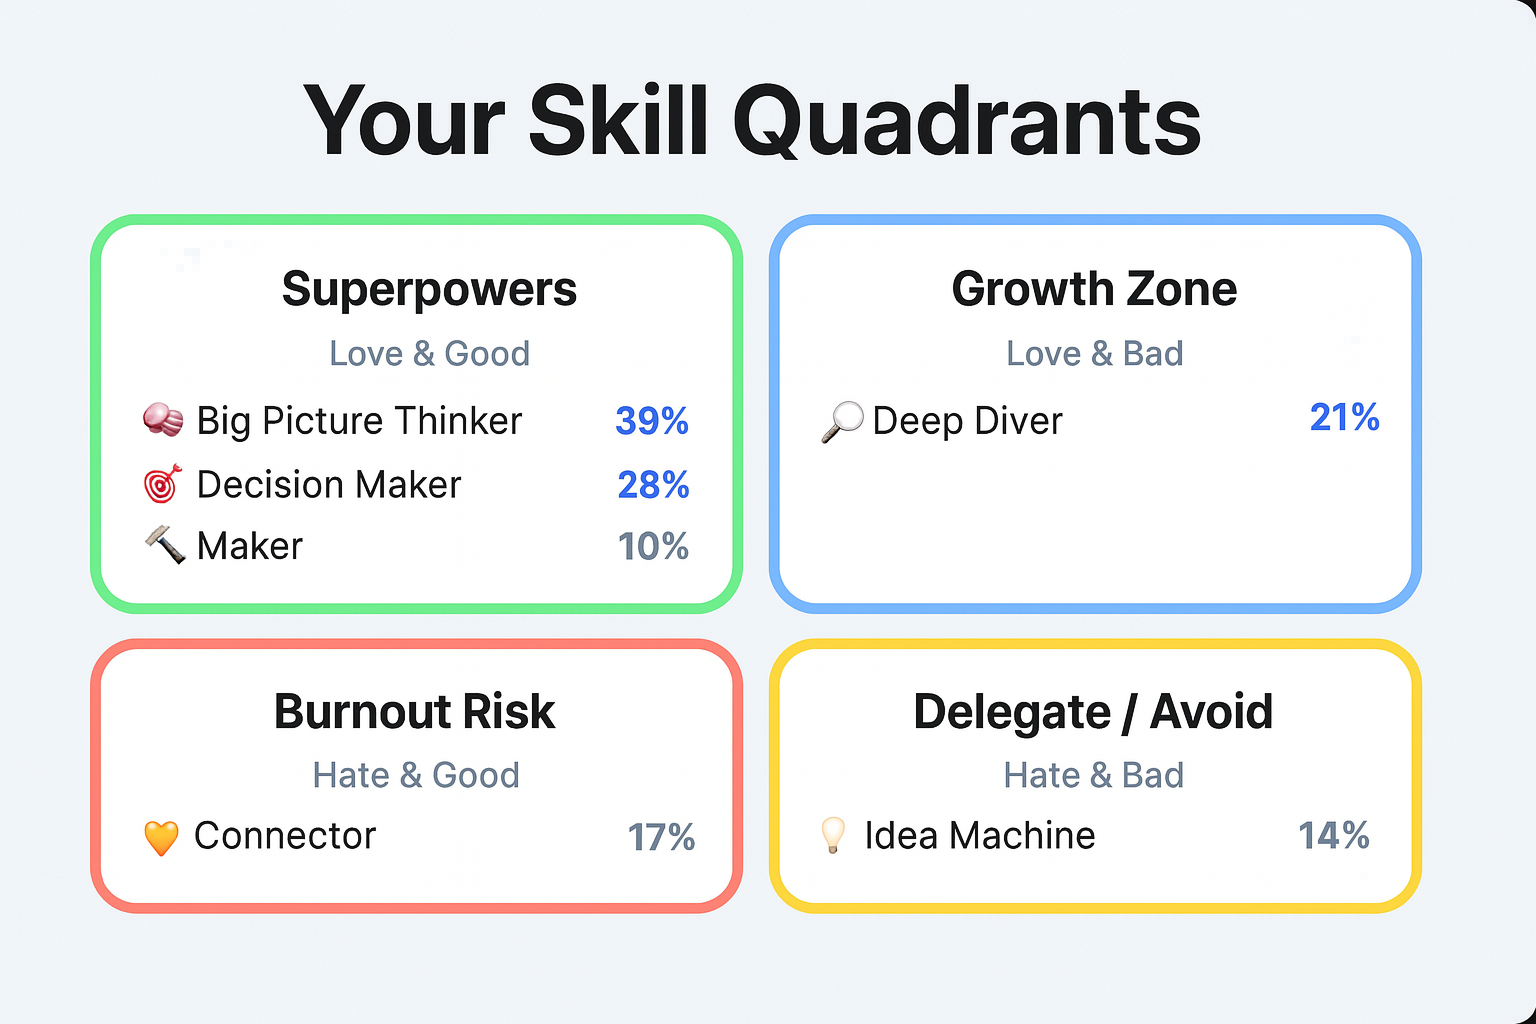 Your Skill Quadrants
Superpowers
Love & Good
Big Picture Thinker 39%
Decision Maker 28%
Maker 10%
Growth Zone
Love & Bad
Deep Diver 21%
Burnout Risk
Hate & Good
Connector 17%
Delegate / Avoid
Hate & Bad
Idea Machine 14%